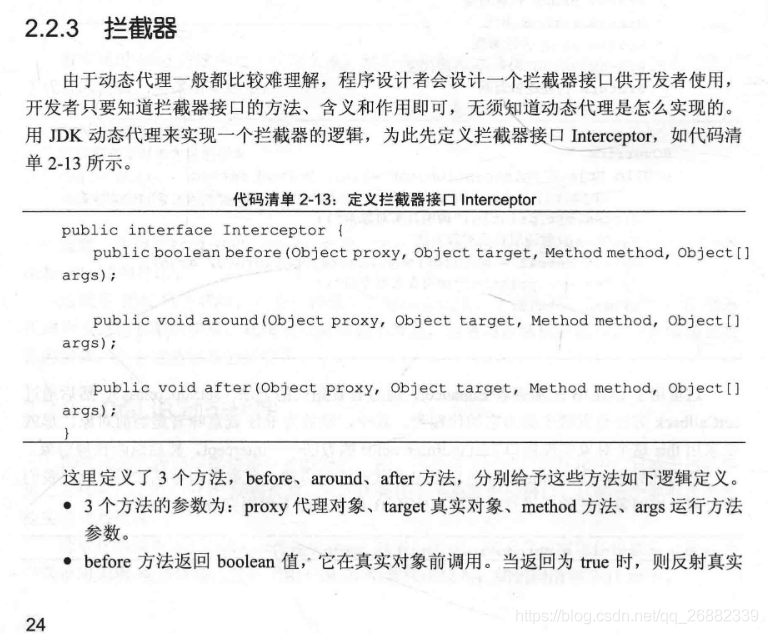 2.2.3 拦截器
由于动态代理一般都比较难理解，程序设计者会设计一个拦截器接口供开发者使用，
开发者只要知道拦截器接口的方法、含义和作用即可，无须知道动态代理是怎么实现的。
用 JDK 动态代理来实现一个拦截器的逻辑，为此先定义拦截器接口 Interceptor，如代码清
单 2-13 所示。
代码清单 2-13：定义拦截器接口 Interceptor
public interface Interceptor {
public boolean before(Object proxy, Object target, Method method, Object[]
args);
public void around(Object proxy, Object target, Method method, Object[]
args);
public void after(Object proxy, Object target, Method method, Object[]
args);
}
这里定义了 3 个方法，before、around、after 方法，分别给予这些方法如下逻辑定义。
● 3 个方法的参数为：proxy 代理对象、target 真实对象、method 方法、args 运行方法
参数。
● before 方法返回 boolean 值，它在真实对象前调用。当返回为 true 时，则反射真实
24
https://blog.csdn.net/qq_26882339